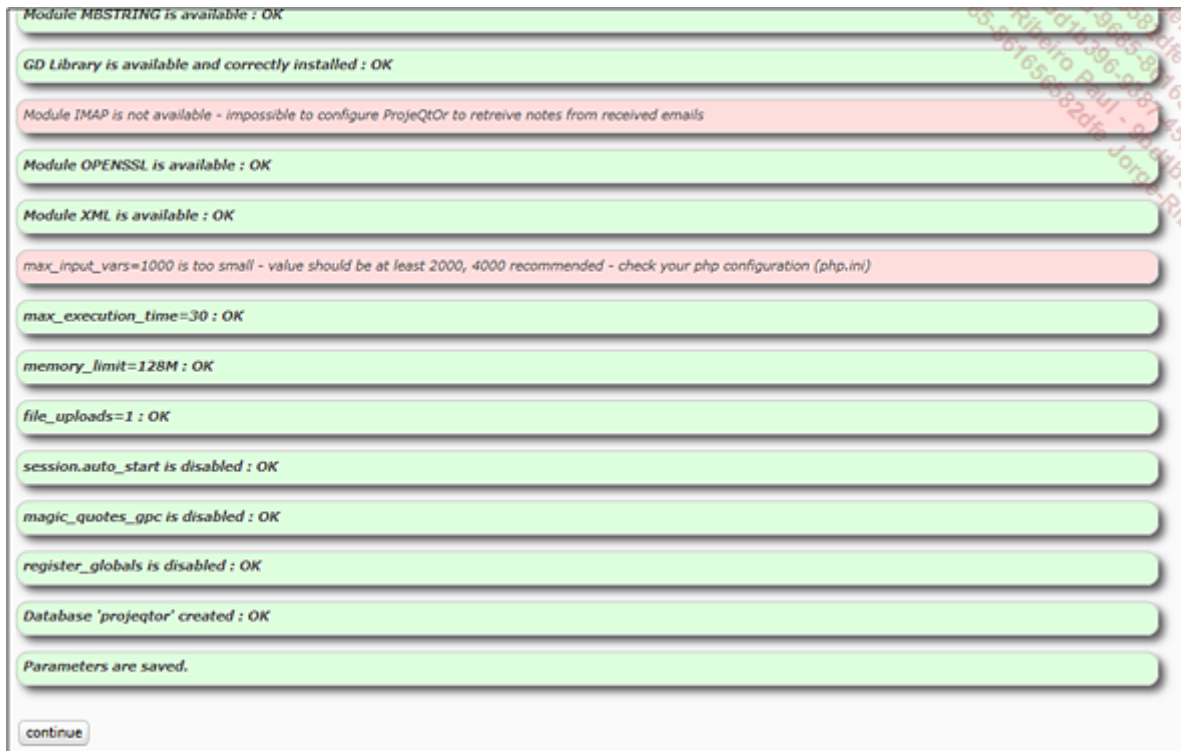 Module MBSTRING is available : OK
GD Library is available and correctly installed : OK
Module IMAP is not available - impossible to configure ProjeQtOr to retreive notes from received emails
Module OPENSSL is available : OK
Module XML is available : OK
max_input_vars=1000 is too small - value should be at least 2000, 4000 recommended - check your php configuration (php.ini)
max_execution_time=30 : OK
memory_limit=128M : OK
file_uploads=1 : OK
session.auto_start is disabled : OK
magic_quotes_gpc is disabled : OK
register_globals is disabled : OK
Database 'projeqtor' created : OK
Parameters are saved.
continue